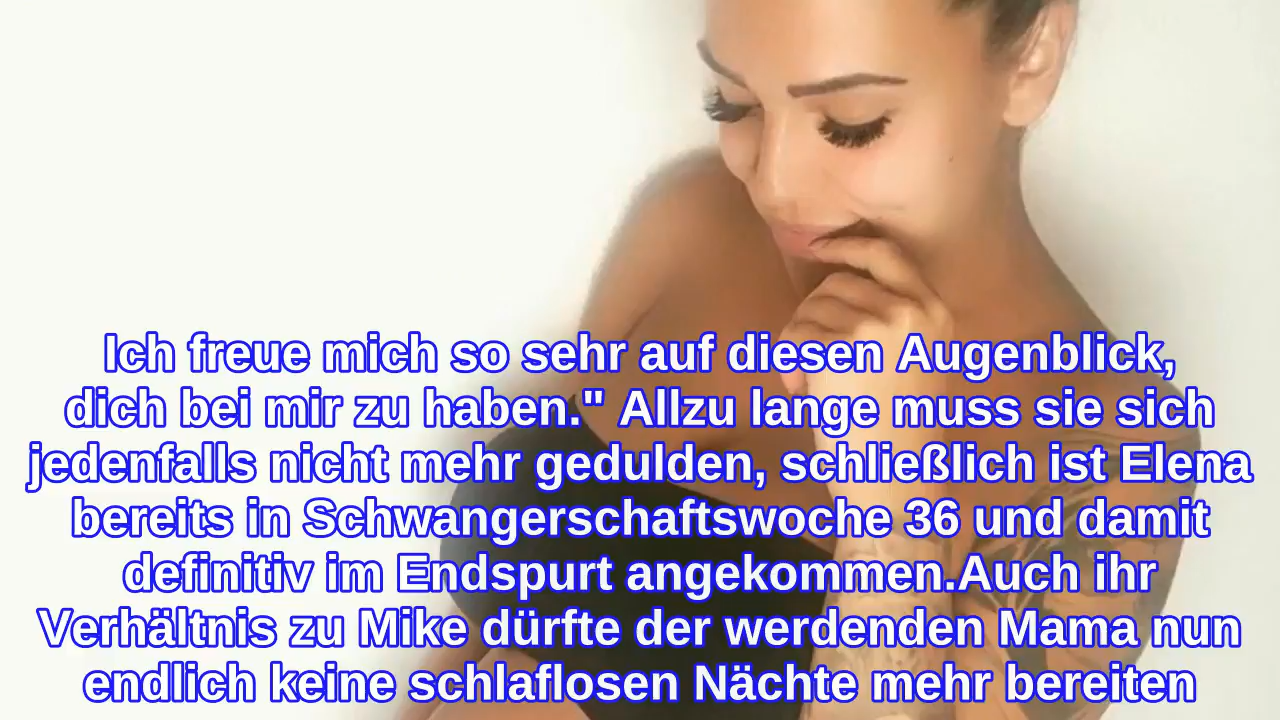 Ich freue mich so sehr auf diesen Augenblick,
dich bei mir zu haben." Allzu lange muss sie sich
jedenfalls nicht mehr gedulden, schließlich ist Elena
bereits in Schwangerschaftswoche 36 und damit
definitiv im Endspurt angekommen.Auch ihr
Verhältnis zu Mike dürfte der werdenden Mama nun
endlich keine schlaflosen Nächte mehr bereiten